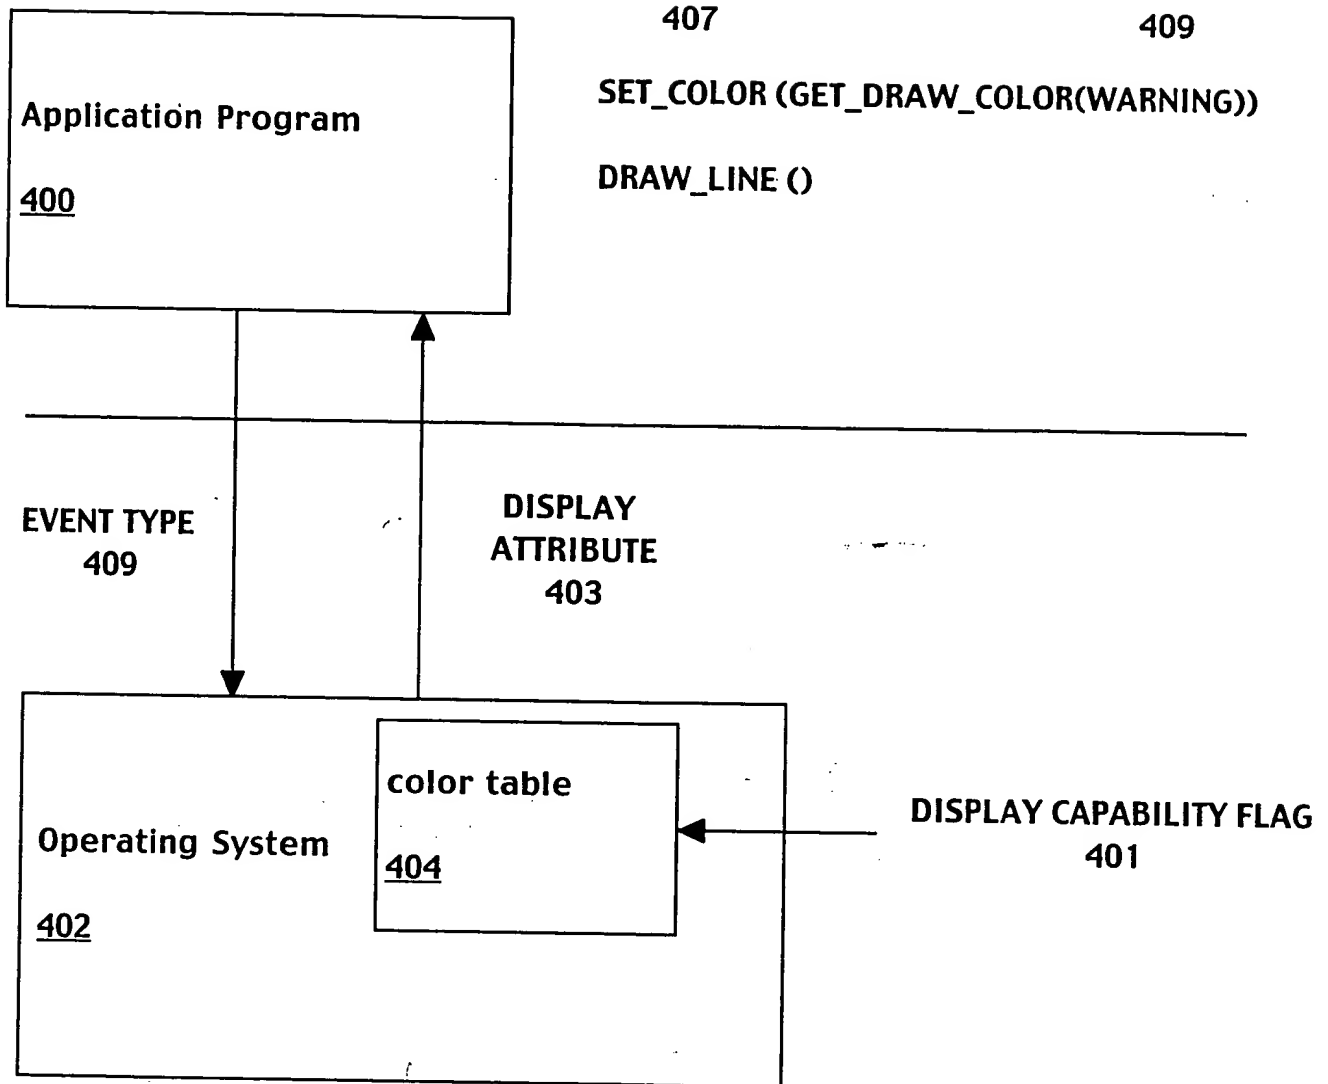 407 409
Application Program
400
SET_COLOR (GET_DRAW_COLOR(WARNING))
DRAW_LINE ()
EVENT TYPE
409
DISPLAY
ATTRIBUTE
403
Operating System
402
color table
404
DISPLAY CAPABILITY FLAG
401